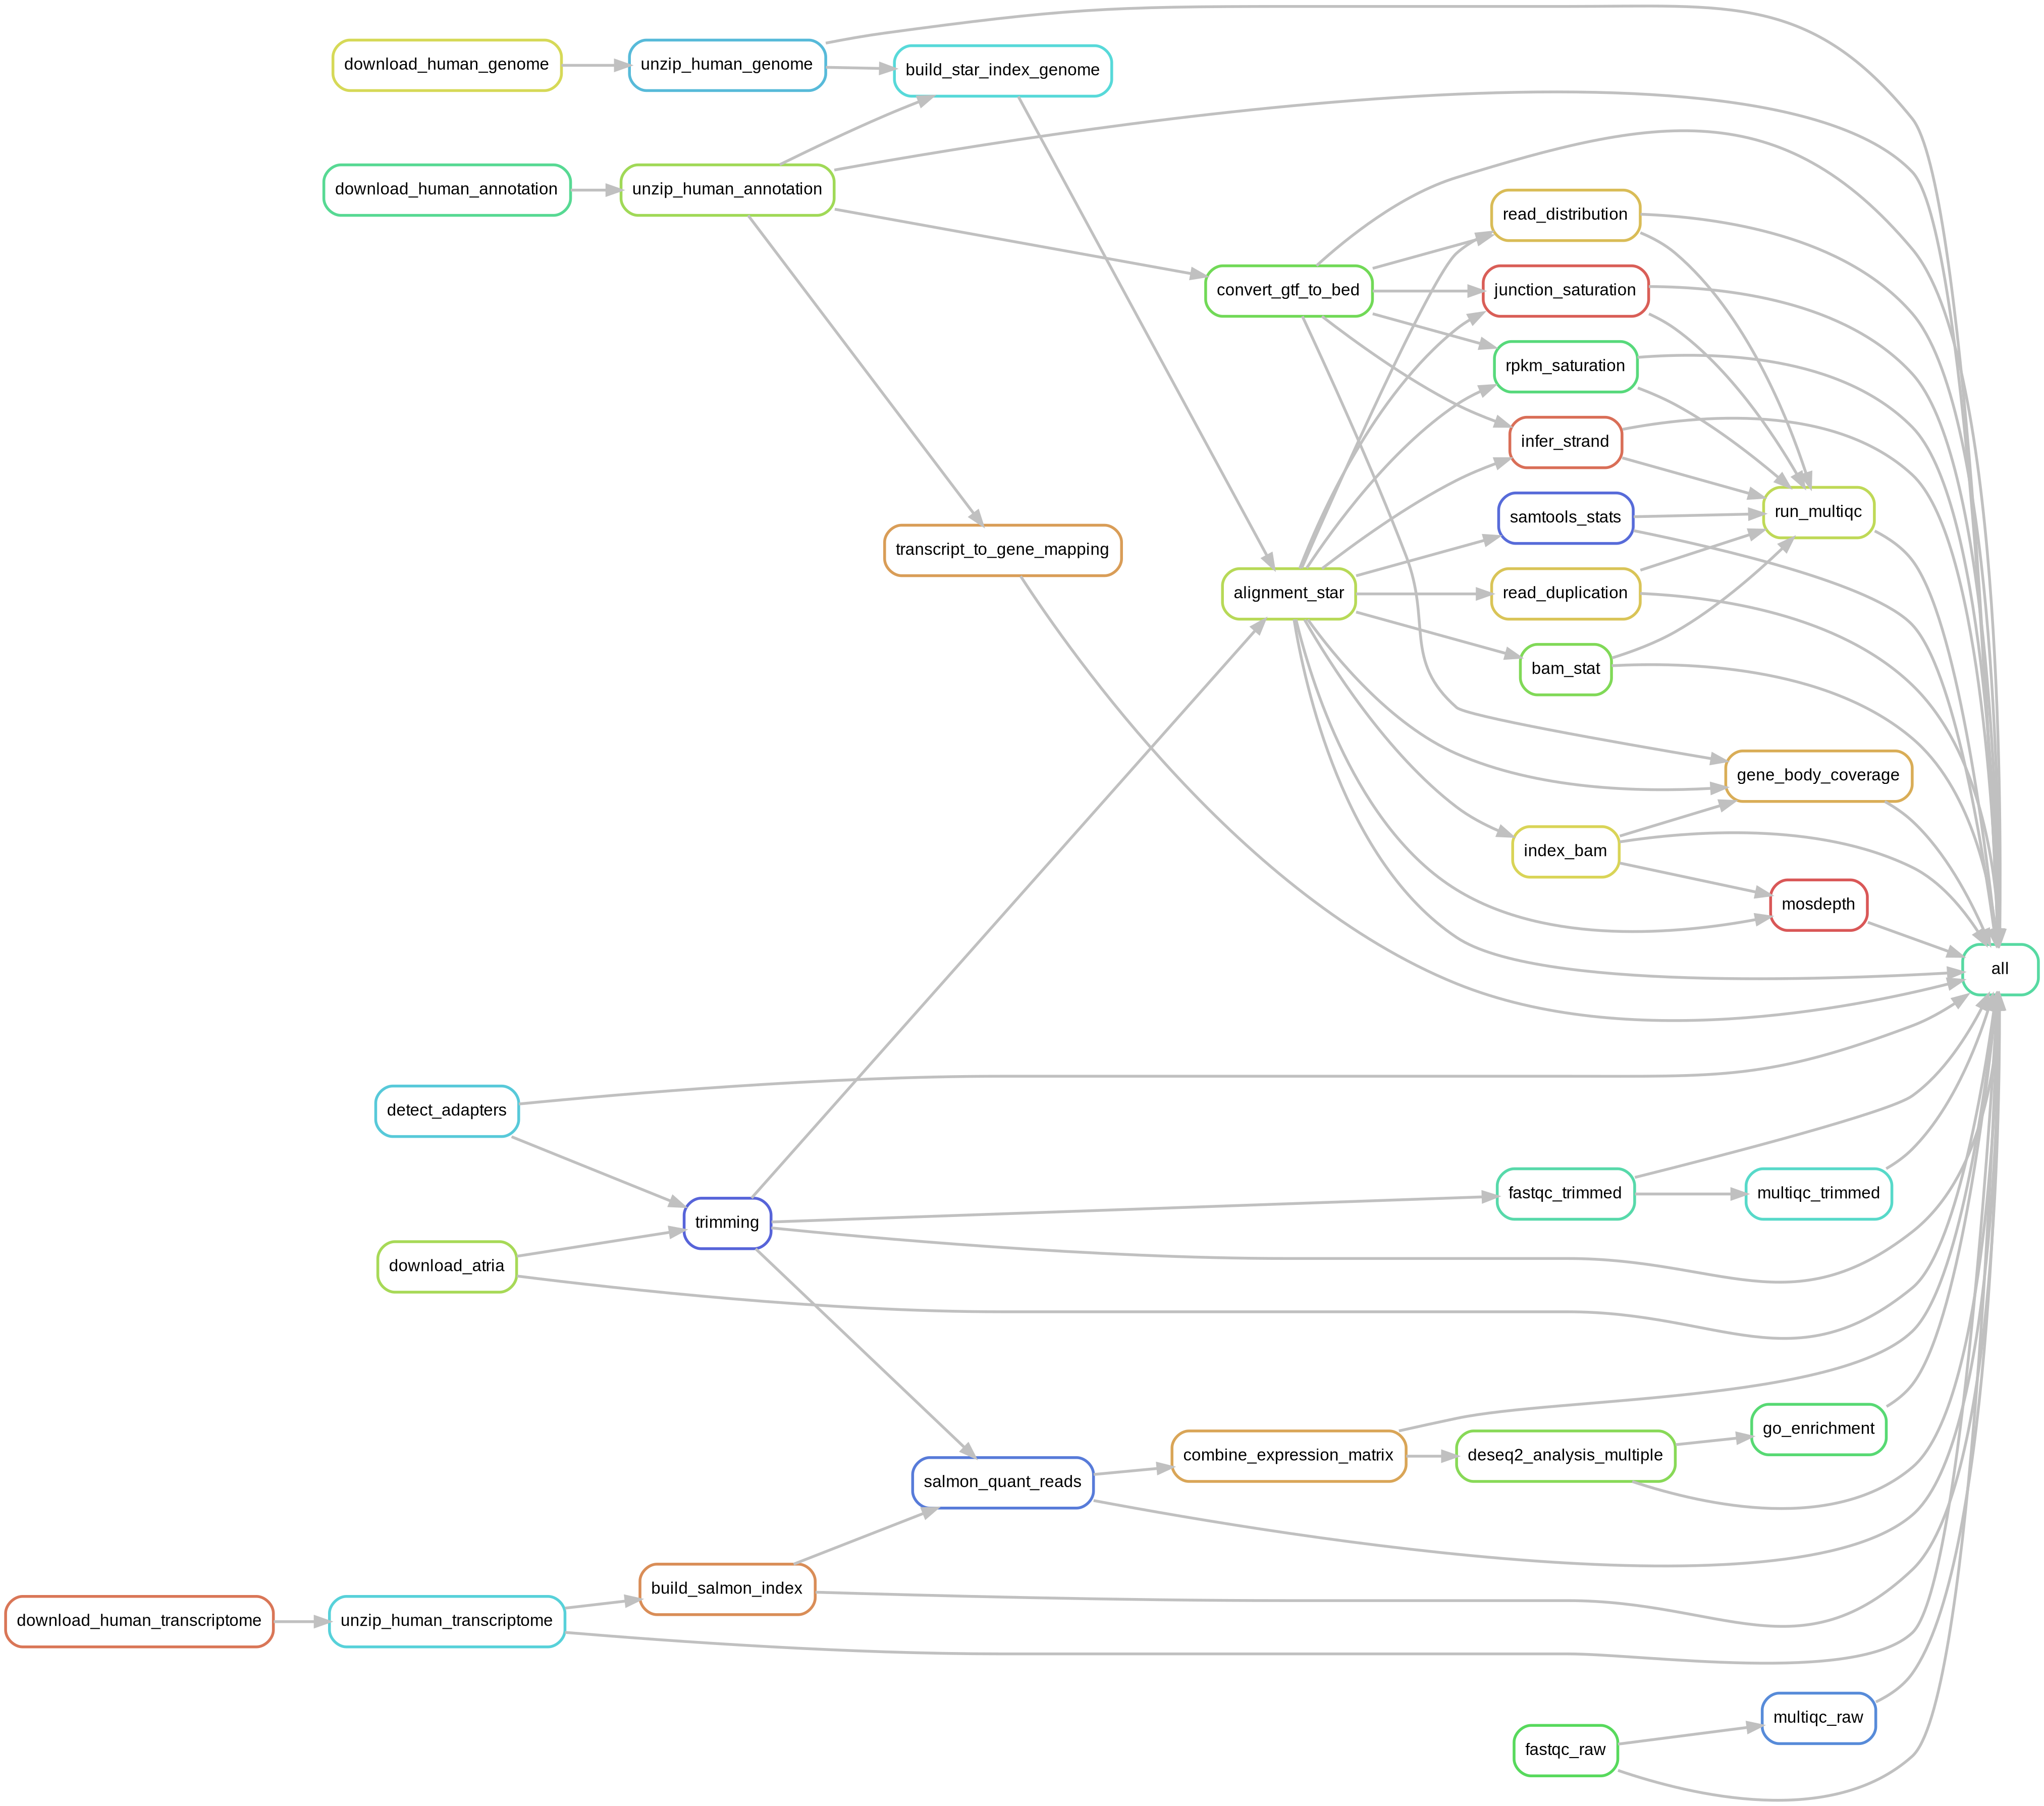 download_human_genome
unzip_human_genome
build_star_index_genome
download_human_annotation
unzip_human_annotation
read_distribution
convert_gtf_to_bed
junction_saturation
rpkm_saturation
infer_strand
run_multiqc
samtools_stats
transcript_to_gene_mapping
alignment_star
read_duplication
bam_stat
gene_body_coverage
index_bam
mosdepth
all
detect_adapters
fastqc_trimmed
multiqc_trimmed
trimming
download_atria
go_enrichment
combine_expression_matrix
deseq2_analysis_multiple
salmon_quant_reads
build_salmon_index
download_human_transcriptome
unzip_human_transcriptome
multiqc_raw
fastqc_raw